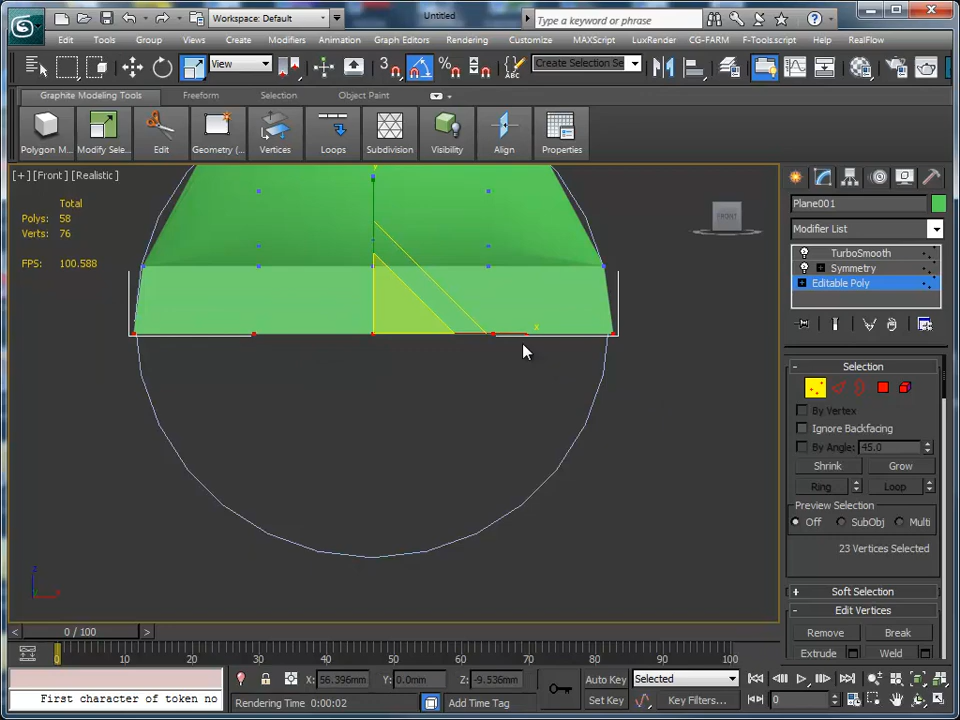 Workspace: Default
Untitled
Type a keyword or phrase
Edit Tools Group Views Create Modifiers Animation Graph Editors Rendering Customize MAXScript LuxRender CG-FARM F-Tools.script Help RealFlow
View
3
%
ABC
Create Selection Se
Graphite Modeling Tools Freeform Selection Object Paint
Polygon M... Modify Sele... Edit Geometry (... Vertices Loops Subdivision Visibility Align Properties
[+] [Front] [Realistic]
Total
Polys: 58
Verts: 76
FPS: 100.588
y
x
FRONT
z
x
Plane001
Modifier List
TurboSmooth
Symmetry
Editable Poly
Selection
By Vertex
Ignore Backfacing
By Angle: 45.0
Shrink Grow
Ring Loop
Preview Selection
Off SubObj Multi
23 Vertices Selected
Soft Selection
Edit Vertices
Remove Break
Extrude Weld
0 / 100
0 10 20 30 40 50 60 70 80 90 100
X: 56.396mm Y: 0.0mm Z: -9.536mm
Auto Key Selected
First character of token no
Rendering Time: 0:00:02
Add Time Tag
Set Key Key Filters...
0